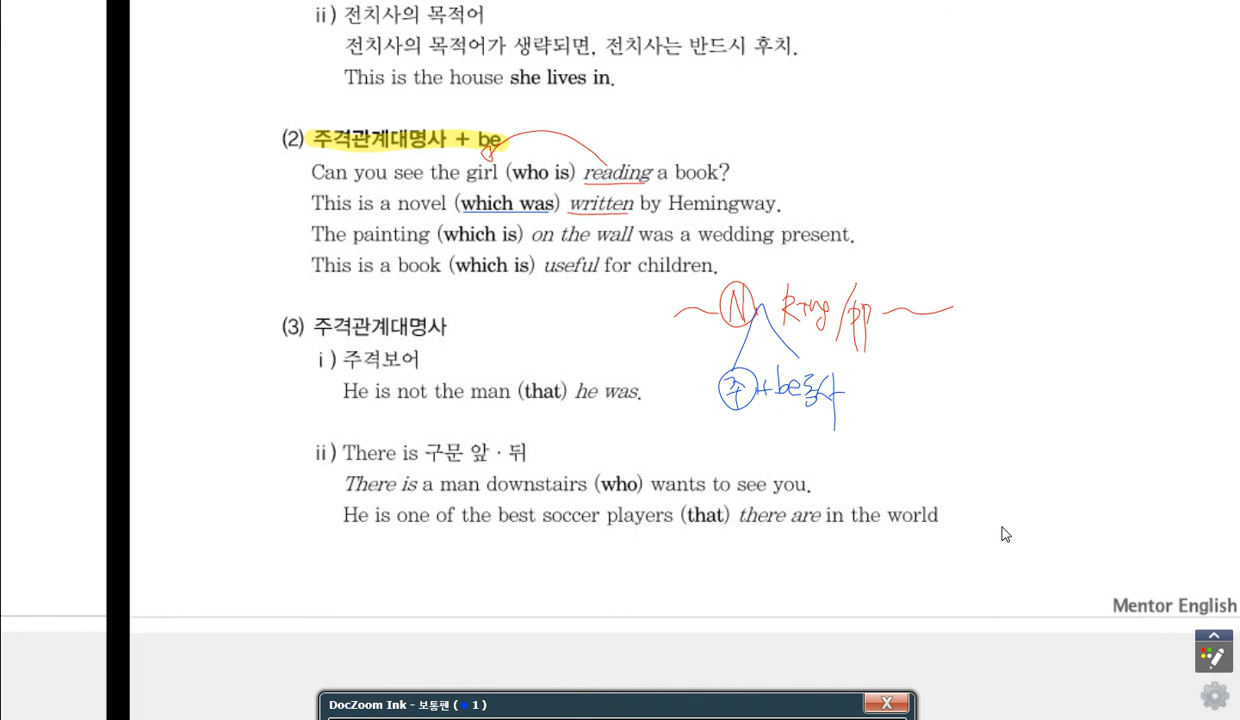 ii) 전치사의 목적어
전치사의 목적어가 생략되면, 전치사는 반드시 후치.
This is the house she lives in.
(2) 주격관계대명사 + be
Can you see the girl (who is) reading a book?
This is a novel (which was) written by Hemingway.
The painting (which is) on the wall was a wedding present.
This is a book (which is) useful for children.
N R-ing / pp
(3) 주격관계대명사
i) 주격보어
주 + be동사
He is not the man (that) he was.
ii) There is 구문 앞 · 뒤
There is a man downstairs (who) wants to see you.
He is one of the best soccer players (that) there are in the world
Mentor English
DocZoom Ink - 보통펜 ( 1 )